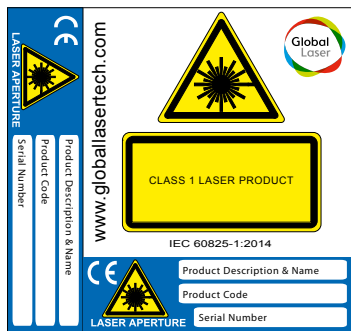 CE
LASER APERTURE
Product Description & Name
Product Code
Serial Number
www.globallasertech.com
Global
Laser
CLASS 1 LASER PRODUCT
IEC 60825-1:2014
CE
LASER APERTURE
Product Description & Name
Product Code
Serial Number